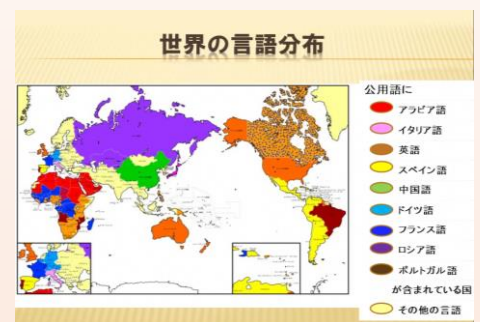 世界の言語分布
公用語に
アラビア語
イタリア語
英語
スペイン語
中国語
ドイツ語
フランス語
ロシア語
ポルトガル語
が含まれている国
その他の言語